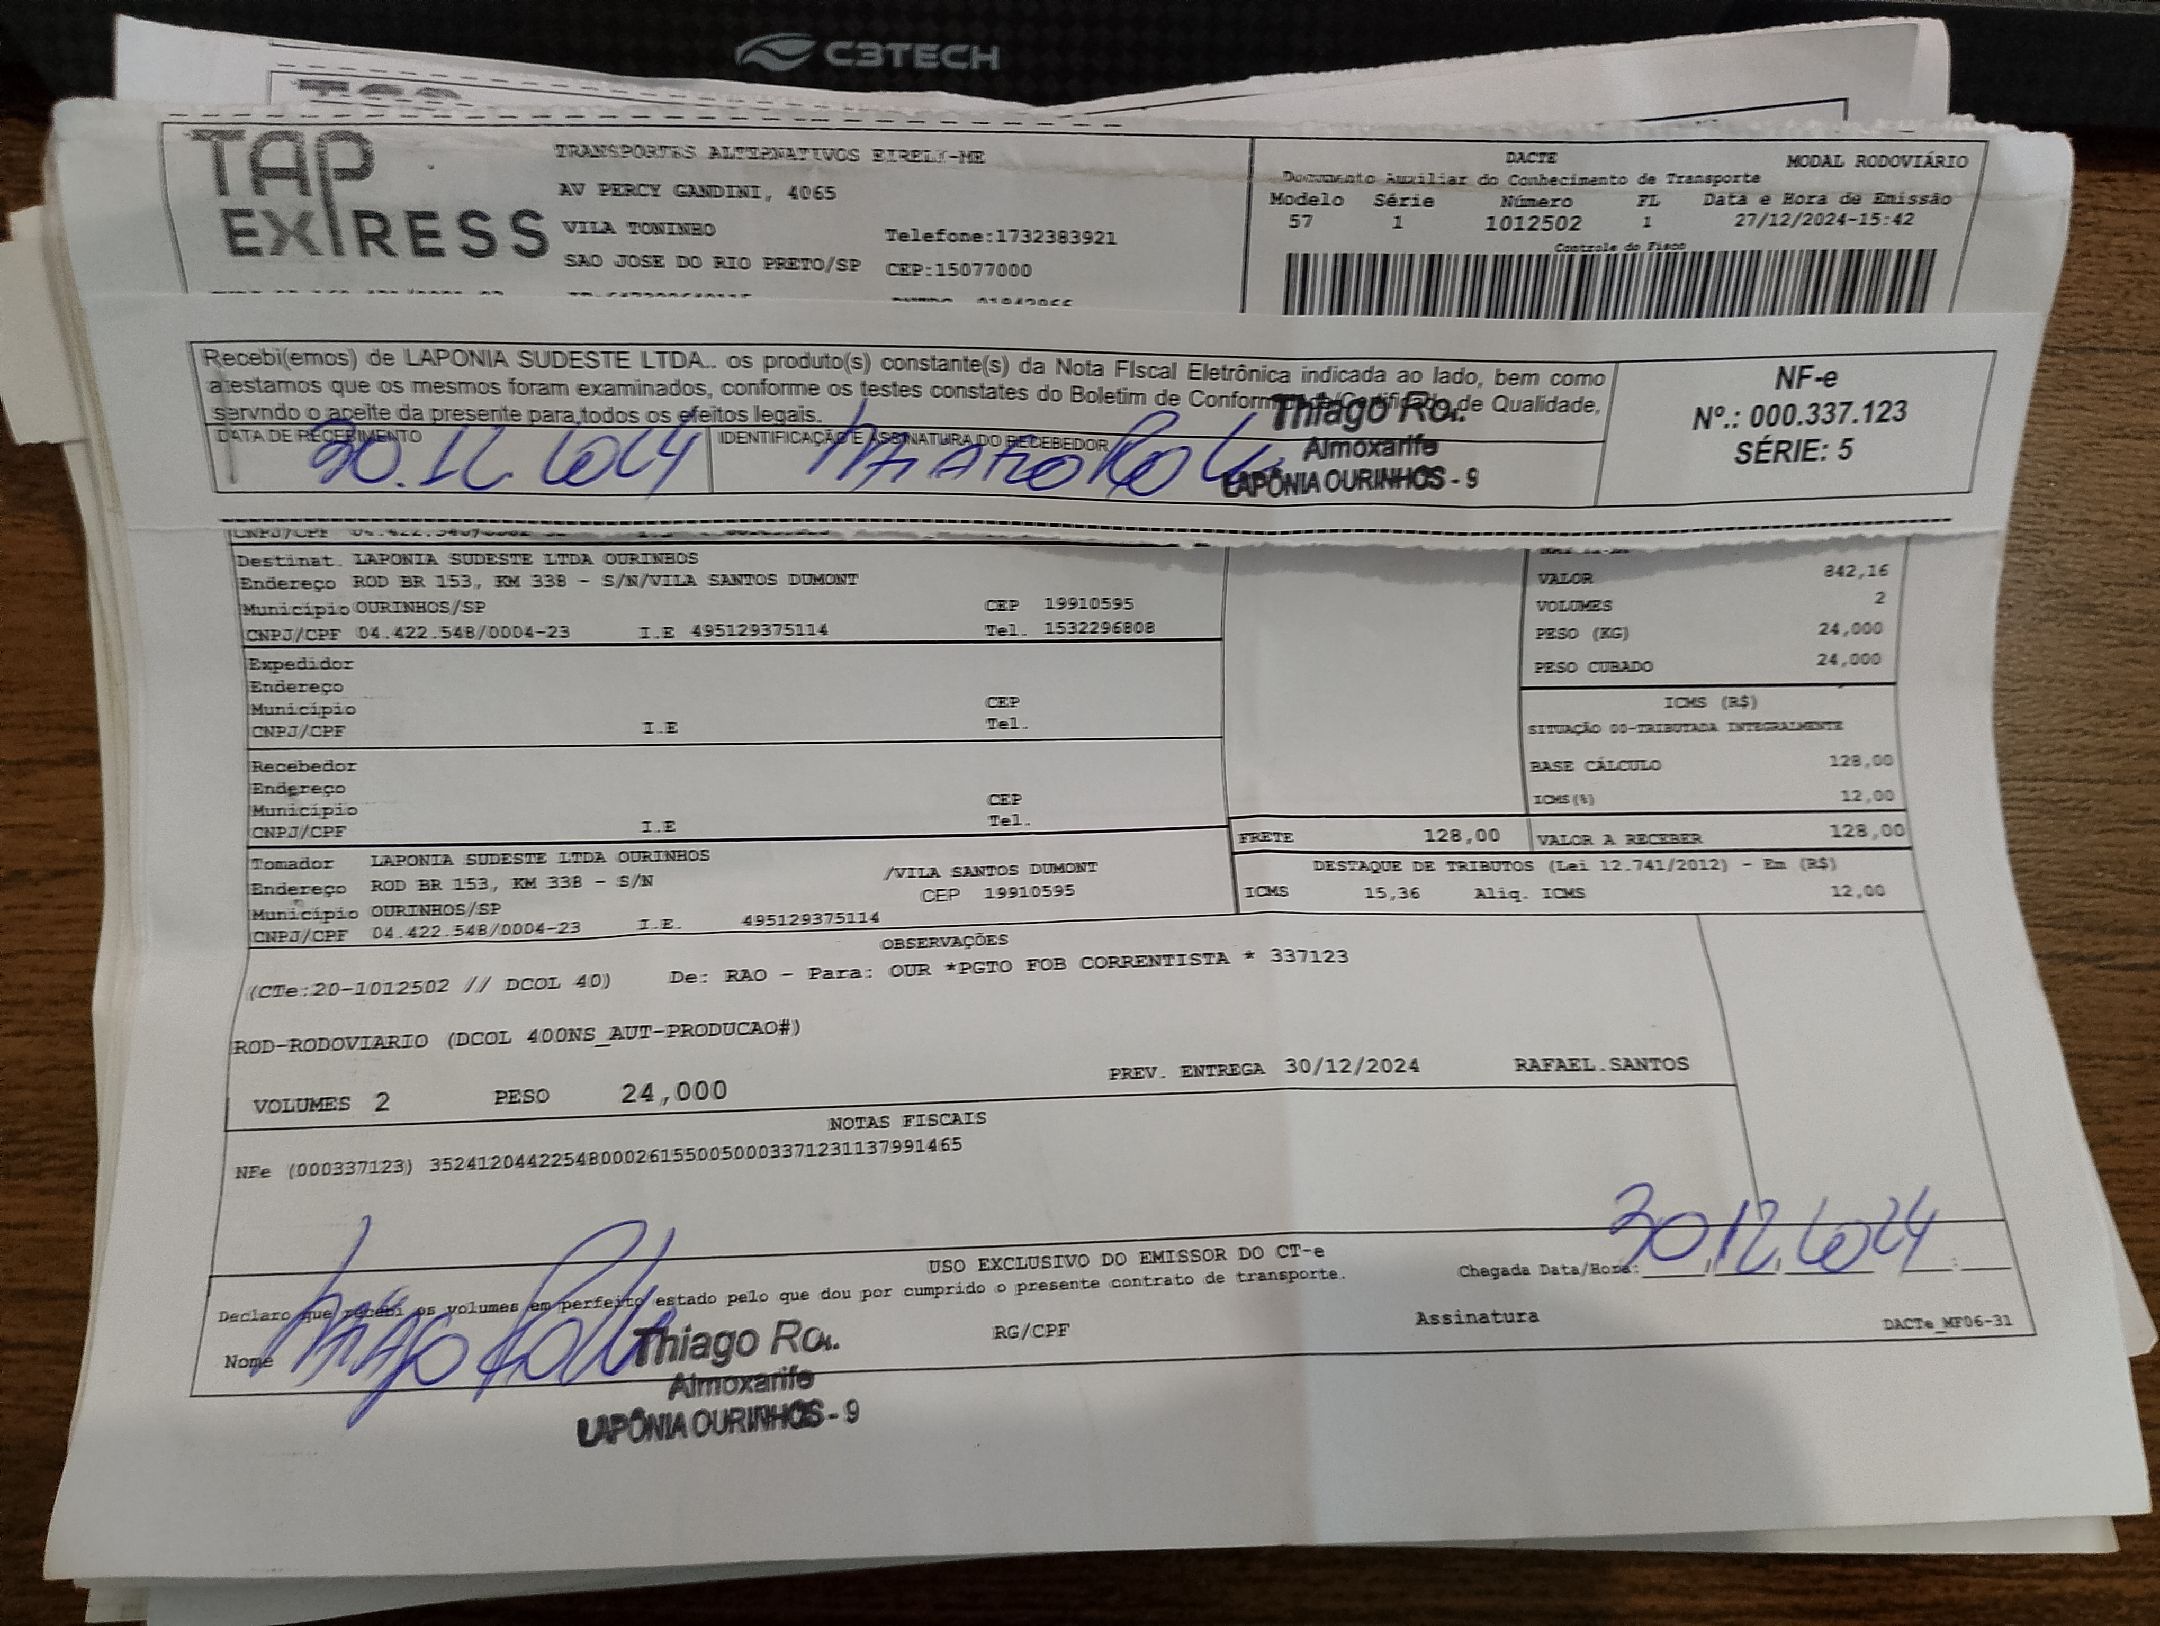 C3TECH
TAP EXPRESS
TRANSPORTES ALTERNATIVOS EIRELI-ME
AV PERCY GANDINI, 4065
VILA TONINHO
Telefone:1732383921
SAO JOSE DO RIO PRETO/SP CEP:15077000
DACTE MODAL RODOVIÁRIO
Documento Auxiliar do Conhecimento de Transporte
Modelo Série Número FL Data e Hora de Emissão
57 1 1012502 1 27/12/2024-15:42
Controle do Fisco
Recebi(emos) de LAPONIA SUDESTE LTDA.. os produto(s) constante(s) da Nota FIscal Eletrônica indicada ao lado, bem como
atestamos que os mesmos foram examinados, conforme os testes constates do Boletim de Conformidade/Certificado de Qualidade,
servndo o aceite da presente para todos os efeitos legais.
DATA DE RECEBIMENTO
30.12.2024
IDENTIFICAÇÃO E ASSINATURA DO RECEBEDOR
Thiago Ro.
Almoxarife
LAPÔNIA OURINHOS - 9
NF-e
Nº.: 000.337.123
SÉRIE: 5
Destinat. LAPONIA SUDESTE LTDA OURINHOS
Endereço ROD BR 153, KM 338 - S/N/VILA SANTOS DUMONT
Município OURINHOS/SP CEP 19910595
CNPJ/CPF 04.422.548/0004-23 I.E 495129375114 Tel. 1532296808
Expedidor
Endereço
Município CEP
CNPJ/CPF I.E Tel.
Recebedor
Endereço
Município CEP
CNPJ/CPF I.E Tel.
Tomador LAPONIA SUDESTE LTDA OURINHOS
Endereço ROD BR 153, KM 338 - S/N /VILA SANTOS DUMONT
Município OURINHOS/SP CEP 19910595
CNPJ/CPF 04.422.548/0004-23 I.E. 495129375114
VALOR 842,16
VOLUMES 2
PESO (KG) 24,000
PESO CUBADO 24,000
ICMS (R$)
SITUAÇÃO 00-TRIBUTADA INTEGRALMENTE
BASE CÁLCULO 128,00
ICMS(%) 12,00
FRETE 128,00 VALOR A RECEBER 128,00
DESTAQUE DE TRIBUTOS (Lei 12.741/2012) - Em (R$)
ICMS 15,36 Aliq. ICMS 12,00
OBSERVAÇÕES
(CTe:20-1012502 // DCOL 40) De: RAO - Para: OUR *PGTO FOB CORRENTISTA * 337123
ROD-RODOVIARIO (DCOL 400NS_AUT-PRODUCAO#)
PREV. ENTREGA 30/12/2024 RAFAEL.SANTOS
VOLUMES 2 PESO 24,000
NOTAS FISCAIS
NFe (000337123) 35241204422548000261550050003371231137991465
USO EXCLUSIVO DO EMISSOR DO CT-e
Declaro que recebi os volumes em perfeito estado pelo que dou por cumprido o presente contrato de transporte.
Chegada Data/Hora: 30.12.2024
Nome RG/CPF Assinatura
DACTe_MF06-31
Thiago Ro.
Almoxarife
LAPÔNIA OURINHOS - 9